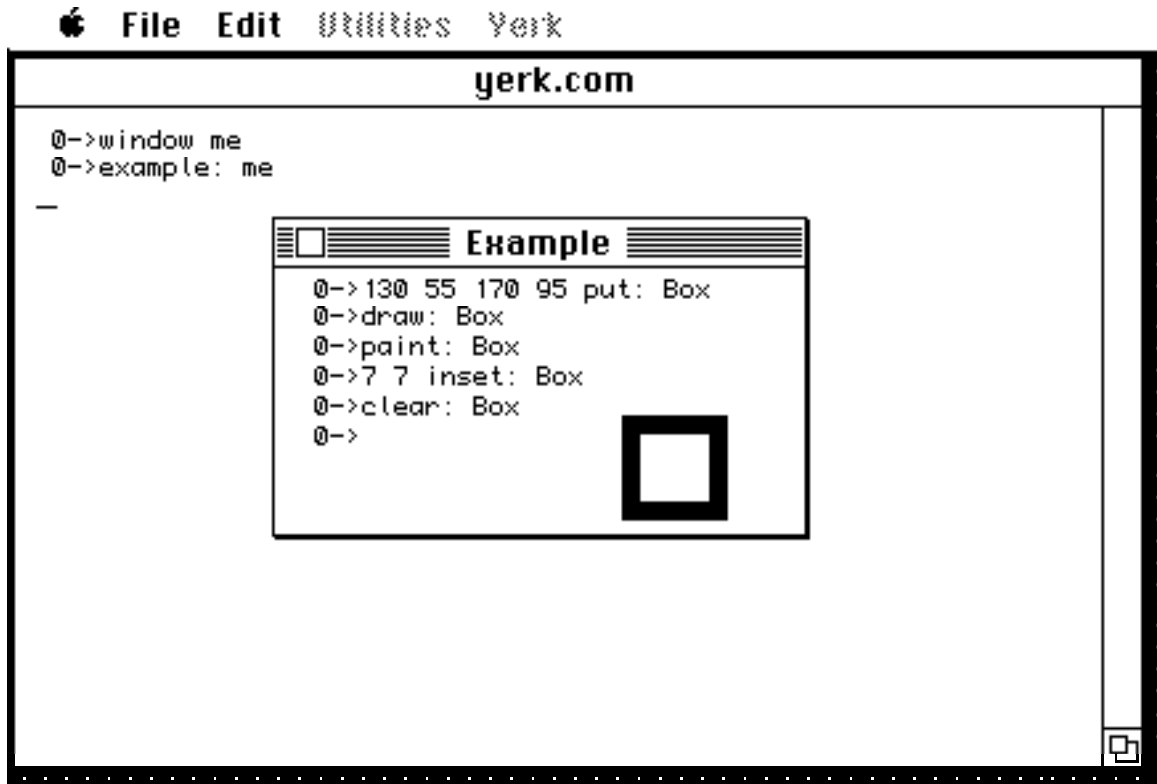 File Edit Utilities Yerk
yerk.com
0->window me
0->example: me
Example
0->130 55 170 95 put: Box
0->draw: Box
0->paint: Box
0->7 7 inset: Box
0->clear: Box
0->